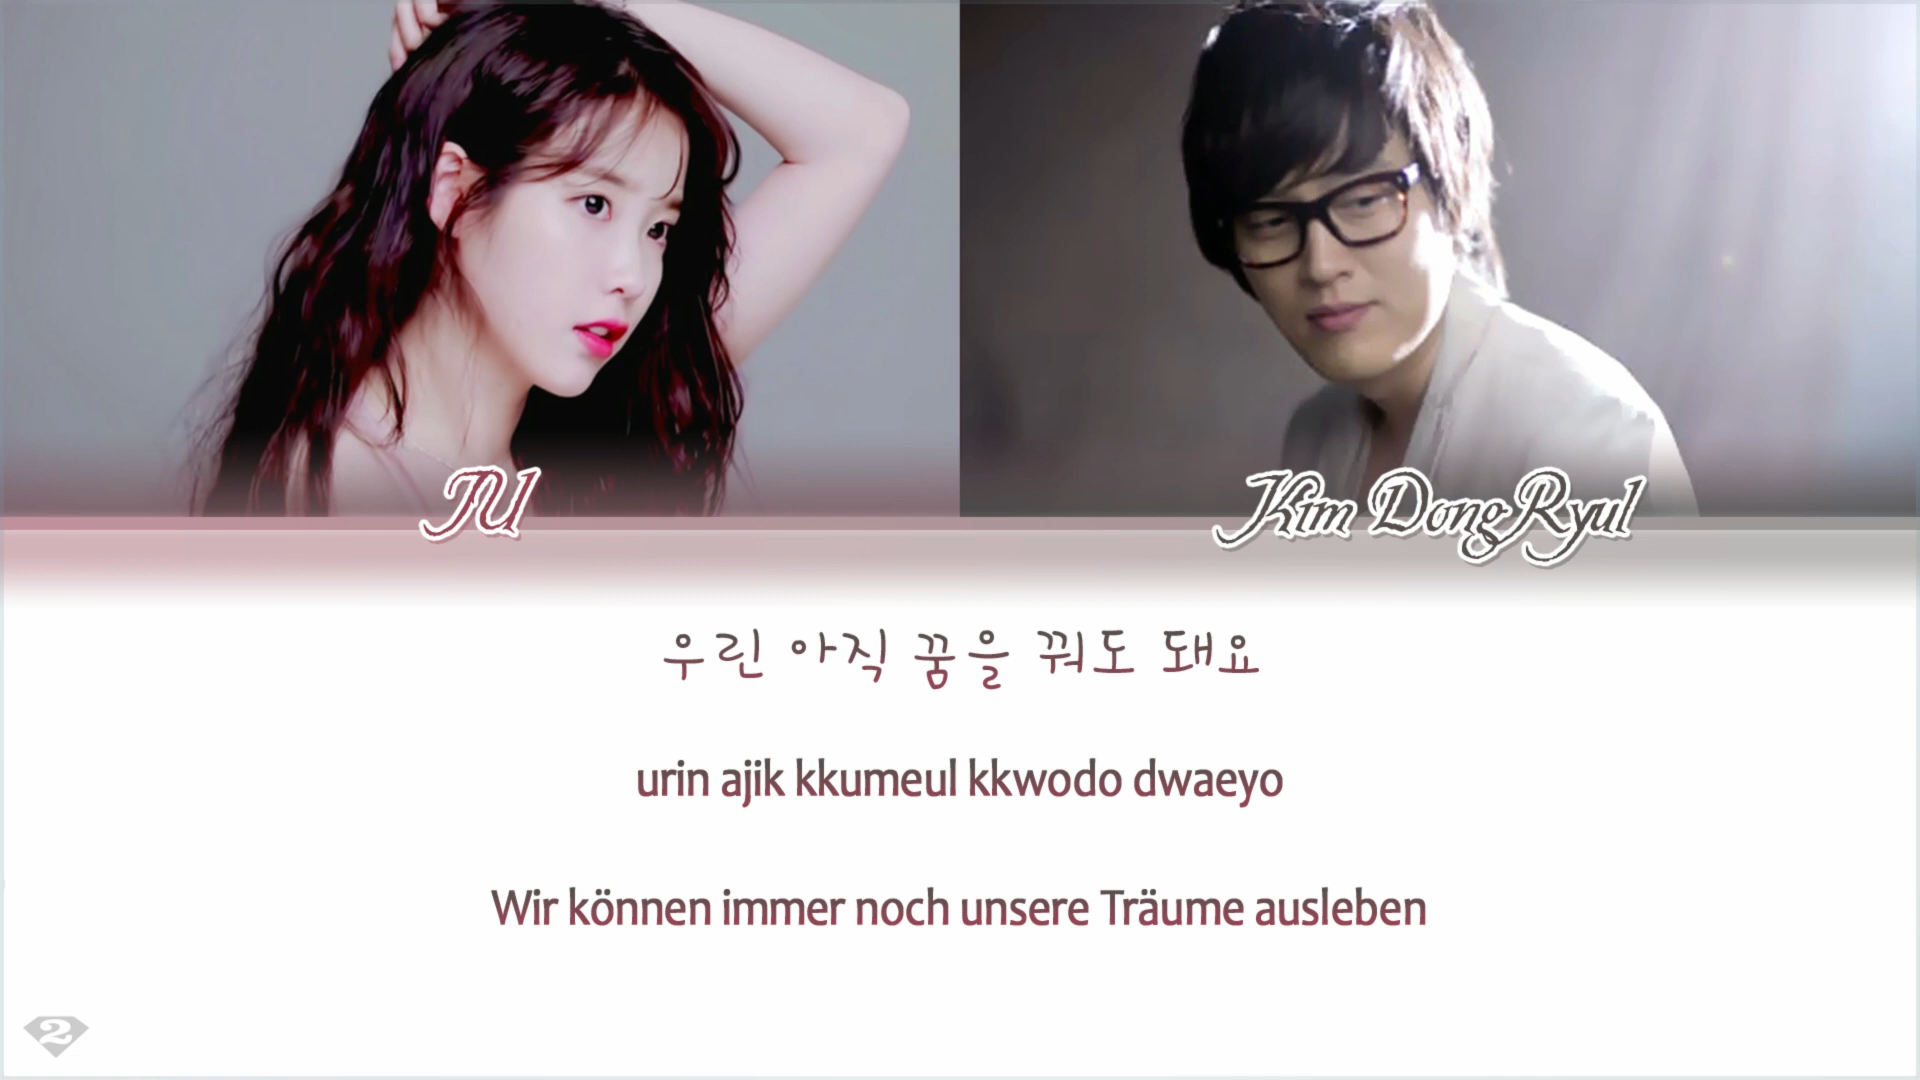 IU
Kim DongRyul
우린 아직 꿈을 꿔도 돼요
urin ajik kkumeul kkwodo dwaeyo
Wir können immer noch unsere Träume ausleben
2